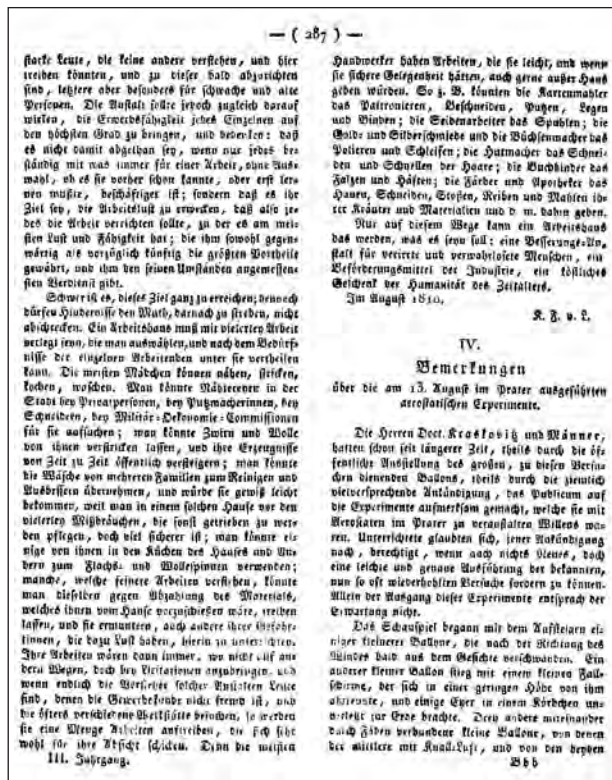 — ( 287 ) —
starke Leute, die keine andere verstehen, und hier
treiben könnten, und zu dieser bald abzurichten
sind, letztere aber besonders für schwache und alte
Personen. Die Anstalt sollte jedoch zugleich darauf
wirken, die Erwerbsfähigkeit jedes Einzelnen auf
den höchsten Grad zu bringen, und bedenken: daß
es nicht damit abgethan sey, wenn nur jedes be-
ständig mit was immer für einer Arbeit, ohne Aus-
wahl, ob es sie vorher schon kannte, oder erst ler-
nen mußte, beschäftiget ist; sondern daß es ihr
Ziel sey, die Arbeitslust zu erwecken, daß also je-
des die Arbeit verrichten sollte, zu der es am mei-
sten Lust und Fähigkeit hat; die ihm sowohl gegen-
wärtig als vorzüglich künftig die größten Vortheile
gewährt, und ihm den seinen Umständen angemessen-
sten Verdienst gibt.
Schwer ist es, dieses Ziel ganz zu erreichen; dennoch
dürfen Hindernisse den Muth, darnach zu streben, nicht
abschrecken. Ein Arbeitshaus muß mit vielerley Arbeit
verlegt seyn, die man auswählen, und nach dem Bedürf-
nisse der einzelnen Arbeitenden unter sie vertheilen
kann. Die meisten Mädchen können nähen, stricken,
kochen, waschen. Man könnte Nähtereyen in der
Stadt bey Privatpersonen, bey Putzmacherinnen, bey
Schneidern, bey Militär-Oekonomie-Commissionen
für sie aufsuchen; man könnte Zwirn und Wolle
von ihnen verstricken lassen, und ihre Erzeugnisse
von Zeit zu Zeit öffentlich versteigern; man könnte
die Wäsche von mehreren Familien zum Reinigen und
Ausbessern übernehmen, und würde sie gewiß leicht
bekommen, weil man in einem solchen Hause vor den
vielerley Mißbräuchen, die sonst getrieben zu wer-
den pflegen, doch viel sicherer ist; man könnte ei-
nige von ihnen in den Küchen des Hauses und An-
dern zum Flachs- und Wollespinnen verwenden;
manche, welche feinere Arbeiten verstehen, könnte
man dieselben gegen Abzahlung des Materials,
welches ihnen vom Hause vorzuschießen wäre, treiben
lassen, und sie ermuntern, auch andere ihrer Gefähr-
tinnen, die dazu Lust haben, hierin zu unterrichten.
Ihre Arbeiten wären dann immer, wo nicht auf an-
dern Wegen, doch bey Licitationen anzubringen. und
wenn endlich die Vorsteher solcher Anstalten Leute
sind, denen die Gewerbskunde nicht fremd ist, und
die öfters verschiedene Werkstätte besuchen, so werden
sie eine Menge Arbeiten auftreiben, die sich sehr
wohl für ihre Absicht schicken. Denn die meisten
III. Jahrgang.
Handwerker haben Arbeiten, die sie leicht, und wenn
sie sichere Gelegenheit hätten, auch gerne außer Haus
geben würden. So z. B. könnten die Kartenmahler
das Patronieren, Beschneiden, Putzen, Legen
und Binden; die Seidenarbeiter das Spuhlen; die
Gold- und Silberschmiede und die Büchsenmacher das
Polieren und Schleifen; die Hutmacher das Schnei-
den und Schnellen der Haare; die Buchbinder das
Falzen und Häften; die Färber und Apotheker das
Hauen, Schneiden, Stoßen, Reiben und Mahlen ih-
rer Kräuter und Materialien und d. m. dahin geben.
Nur auf diesem Wege kann ein Arbeitshaus
das werden, was es seyn soll: eine Besserungs-An-
stalt für verirrte und verwahrloste Menschen, ein
Beförderungsmittel der Industrie, ein köstliches
Geschenk der Humanität des Zeitalters.
Im August 1810.
K. F. v. L.
IV.
Bemerkungen
über die am 13. August im Prater ausgeführten
aerostatischen Experimente.
Die Herren Doct. Kraskovitz und Männer,
hatten schon seit längerer Zeit, theils durch die öf-
fentliche Ausstellung des großen, zu diesen Versu-
chen dienenden Ballons, theils durch die ziemlich
vielversprechende Ankündigung, das Publicum auf
die Experimente aufmerksam gemacht, welche sie mit
Aerostaten im Prater zu veranstalten Willens wa-
ren. Unterrichtete glaubten sich, jener Ankündigung
nach, berechtigt, wenn auch nichts Neues, doch
eine leichte und genaue Ausführung der bekannten,
nun so oft wiederhohlten Versuche fordern zu können.
Allein der Ausgang dieser Experimente entsprach der
Erwartung nicht.
Das Schauspiel begann mit dem Aufsteigen ei-
niger kleinerer Ballone, die nach der Richtung des
Windes bald aus dem Gesichte verschwanden. Ein
anderer kleiner Ballon stieg mit einem kleinen Fall-
schirme, der sich in einer geringen Höhe von ihm
abtrennte, und einige Eyer in einem Körbchen un-
verletzt zur Erde brachte. Drey andere miteinander
durch Fäden verbundene kleine Ballone, von denen
der mittlere mit Knall-Luft, und von den beyden
Bbb